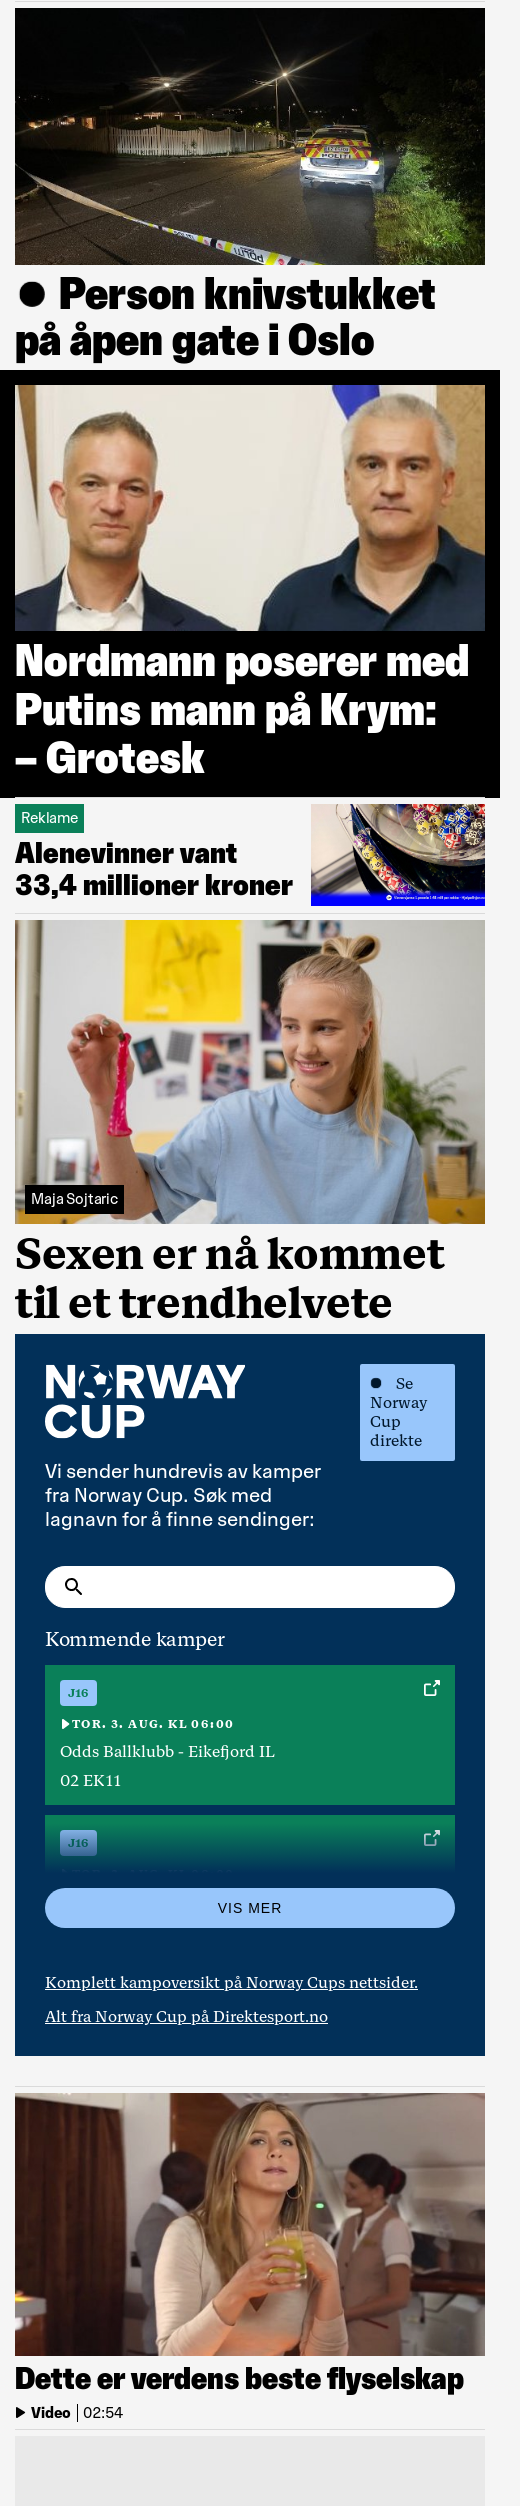 POLITI
POLITI
● Person knivstukket
på åpen gate i Oslo
Nordmann poserer med
Putins mann på Krym:
– Grotesk
Reklame
Alenevinner vant
33,4 millioner kroner
Maja Sojtaric
Sexen er nå kommet
til et trendhelvete
NORWAY
CUP
● Se
Norway
Cup
direkte
Vi sender hundrevis av kamper
fra Norway Cup. Søk med
lagnavn for å finne sendinger:
Kommende kamper
J16
TOR. 3. AUG. KL 06:00
Odds Ballklubb - Eikefjord IL
02 EK11
J16
VIS MER
Komplett kampoversikt på Norway Cups nettsider.
Alt fra Norway Cup på Direktesport.no
Dette er verdens beste flyselskap
Video | 02:54